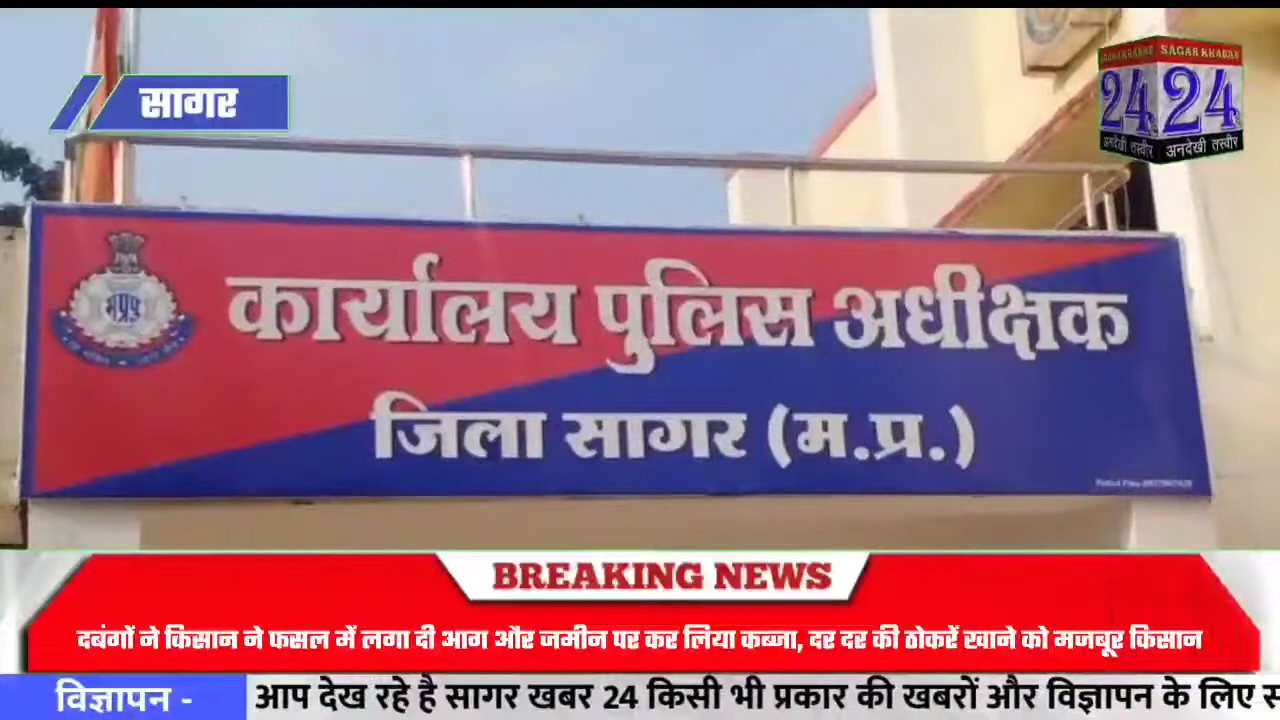 सागर
SAGAR KHABAR
24 24
अनदेखी तस्वीर अनदेखी तस्वीर
मप्रपु
कार्यालय पुलिस अधीक्षक
जिला सागर (म.प्र.)
BREAKING NEWS
दबंगों ने किसान ने फसल में लगा दी आग और जमीन पर कर लिया कब्जा, दर दर की ठोकरें खाने को मजबूर किसान
विज्ञापन - आप देख रहे है सागर खबर 24 किसी भी प्रकार की खबरों और विज्ञापन के लिए